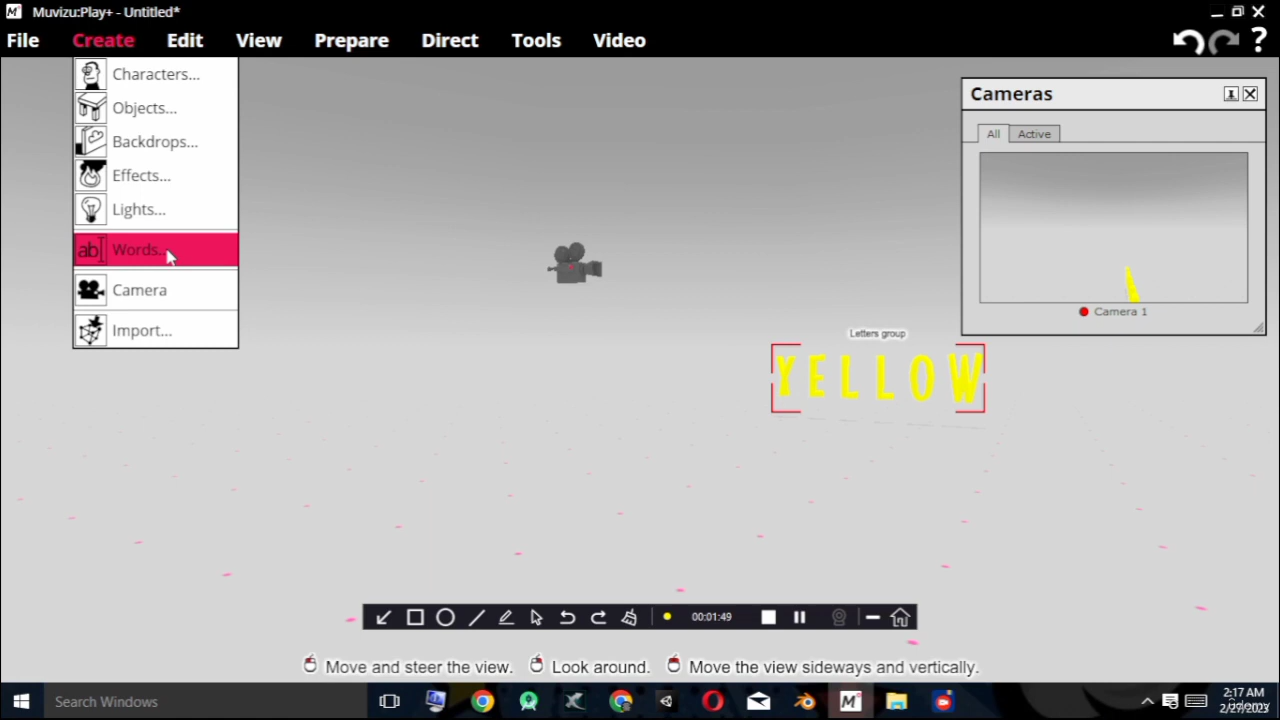 Muvizu:Play+ - Untitled*
File Create Edit View Prepare Direct Tools Video ?
Characters...
Objects...
Backdrops...
Effects...
Lights...
ab Words...
Camera
Import...
Cameras
All Active
Camera 1
Letters group
YELLOW
00:01:49
Move and steer the view. Look around. Move the view sideways and vertically.
Search Windows
2:17 AM